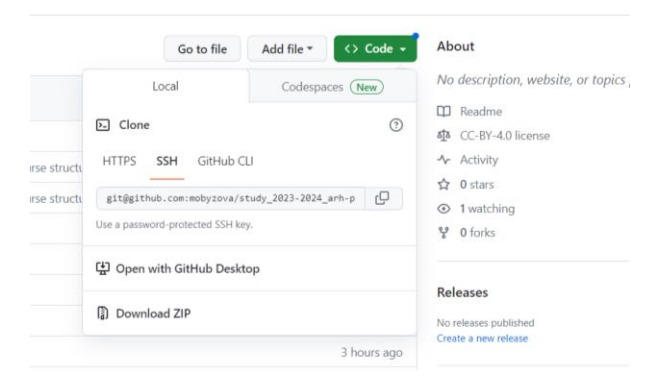 Go to file
Add file
<> Code
Local
Codespaces
New
Clone
HTTPS
SSH
GitHub CLI
git@github.com:mobyzova/study_2023-2024_arh-p
Use a password-protected SSH key.
Open with GitHub Desktop
Download ZIP
rse structu
rse structu
3 hours ago
About
No description, website, or topics
Readme
CC-BY-4.0 license
Activity
0 stars
1 watching
0 forks
Releases
No releases published
Create a new release